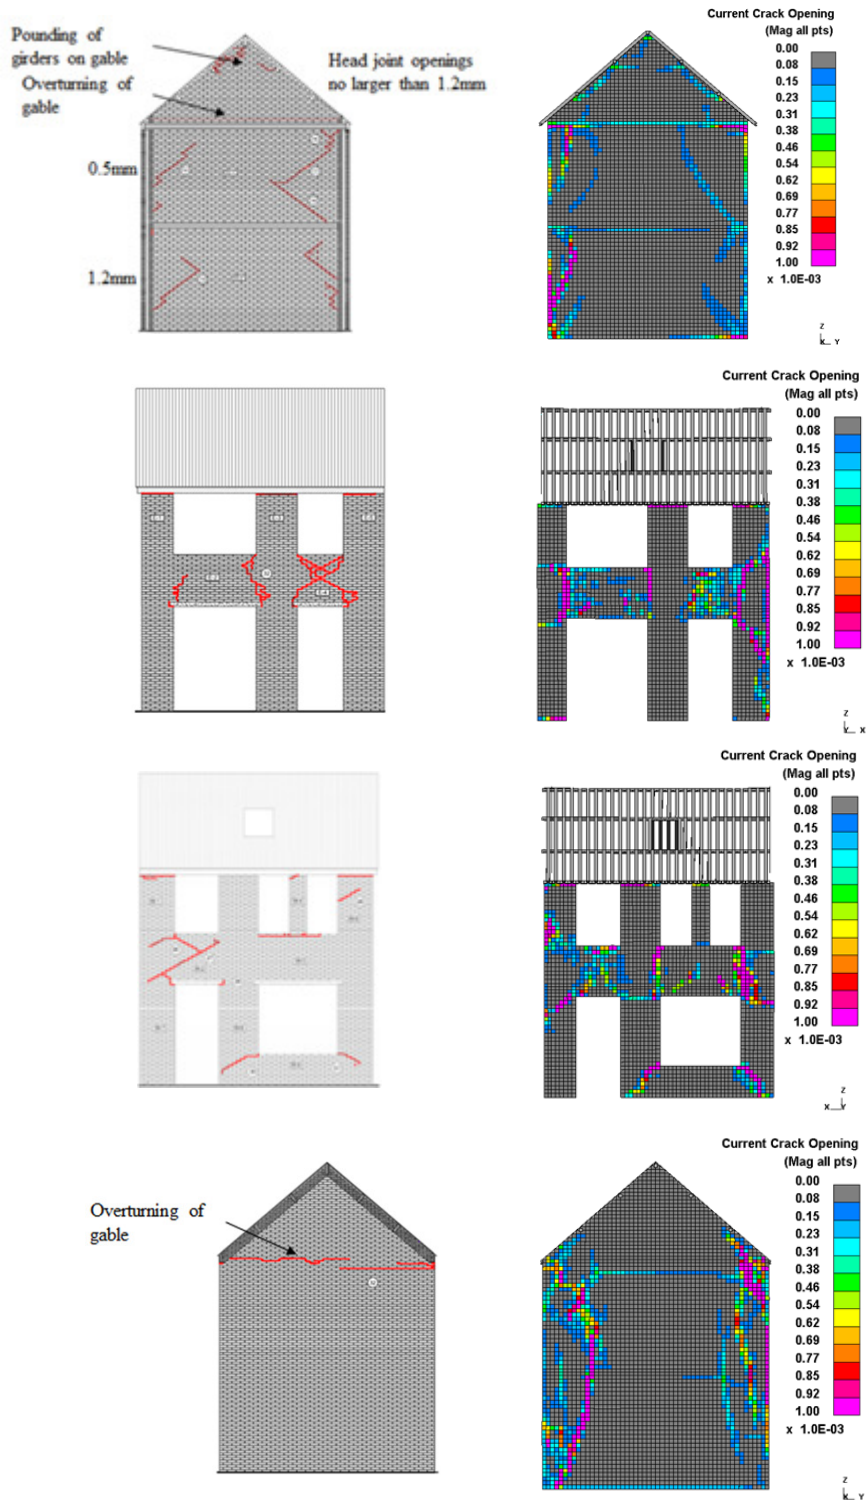 Pounding of
girders on gable
Overturning of
gable
Head joint openings
no larger than 1.2mm
0.5mm
1.2mm
Current Crack Opening
(Mag all pts)
0.00
0.08
0.15
0.23
0.31
0.38
0.46
0.54
0.62
0.69
0.77
0.85
0.92
1.00
x 1.0E-03
Z
X Y
Current Crack Opening
(Mag all pts)
0.00
0.08
0.15
0.23
0.31
0.38
0.46
0.54
0.62
0.69
0.77
0.85
0.92
1.00
x 1.0E-03
Z
Y X
Current Crack Opening
(Mag all pts)
0.00
0.08
0.15
0.23
0.31
0.38
0.46
0.54
0.62
0.69
0.77
0.85
0.92
1.00
x 1.0E-03
Z
X Y
Overturning of
gable
Current Crack Opening
(Mag all pts)
0.00
0.08
0.15
0.23
0.31
0.38
0.46
0.54
0.62
0.69
0.77
0.85
0.92
1.00
x 1.0E-03
Z
X Y